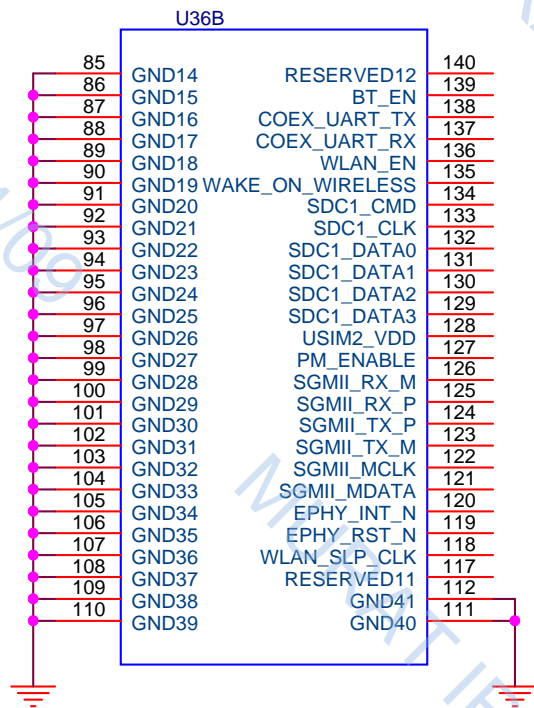 U36B
85 GND14 RESERVED12 140
86 GND15 BT_EN 139
87 GND16 COEX_UART_TX 138
88 GND17 COEX_UART_RX 137
89 GND18 WLAN_EN 136
90 GND19 WAKE_ON_WIRELESS 135
91 GND20 SDC1_CMD 134
92 GND21 SDC1_CLK 133
93 GND22 SDC1_DATA0 132
94 GND23 SDC1_DATA1 131
95 GND24 SDC1_DATA2 130
96 GND25 SDC1_DATA3 129
97 GND26 USIM2_VDD 128
98 GND27 PM_ENABLE 127
99 GND28 SGMII_RX_M 126
100 GND29 SGMII_RX_P 125
101 GND30 SGMII_TX_P 124
102 GND31 SGMII_TX_M 123
103 GND32 SGMII_MCLK 122
104 GND33 SGMII_MDATA 121
105 GND34 EPHY_INT_N 120
106 GND35 EPHY_RST_N 119
107 GND36 WLAN_SLP_CLK 118
108 GND37 RESERVED11 117
109 GND38 GND41 112
110 GND39 GND40 111
/09
MURAT